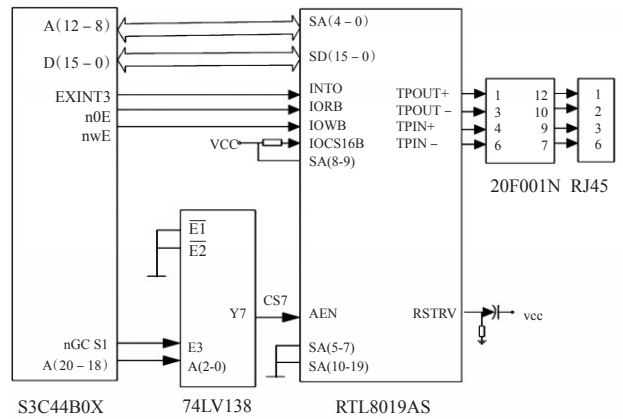 A(12-8)
D(15-0)
EXINT3
n0E
nwE
nGC S1
A(20-18)
S3C44B0X
VCC
E1
E2
Y7
E3
A(2-0)
74LV138
CS7
SA(4-0)
SD(15-0)
INTO
IORB
IOWB
IOCS16B
SA(8-9)
AEN
SA(5-7)
SA(10-19)
TPOUT+
TPOUT-
TPIN+
TPIN-
RSTRV
RTL8019AS
vcc
1 12
3 10
4 9
6 7
20F001N
1
2
3
6
RJ45